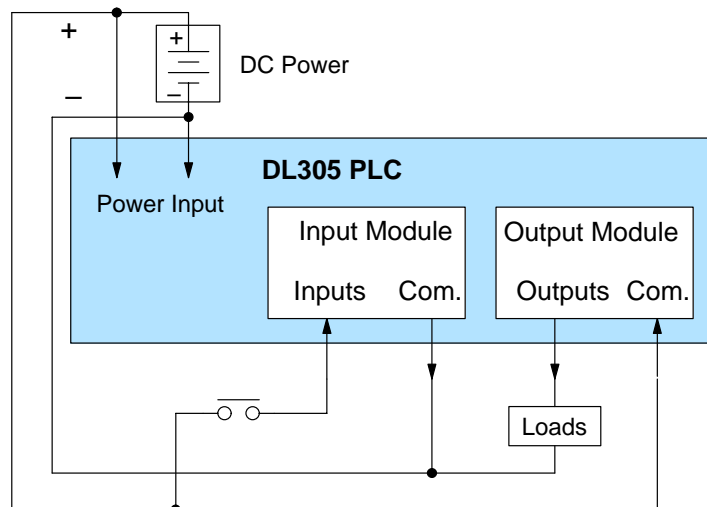 +
+
DC Power
–
–
DL305 PLC
Power Input
Input Module
Output Module
Inputs Com.
Outputs Com.
Loads